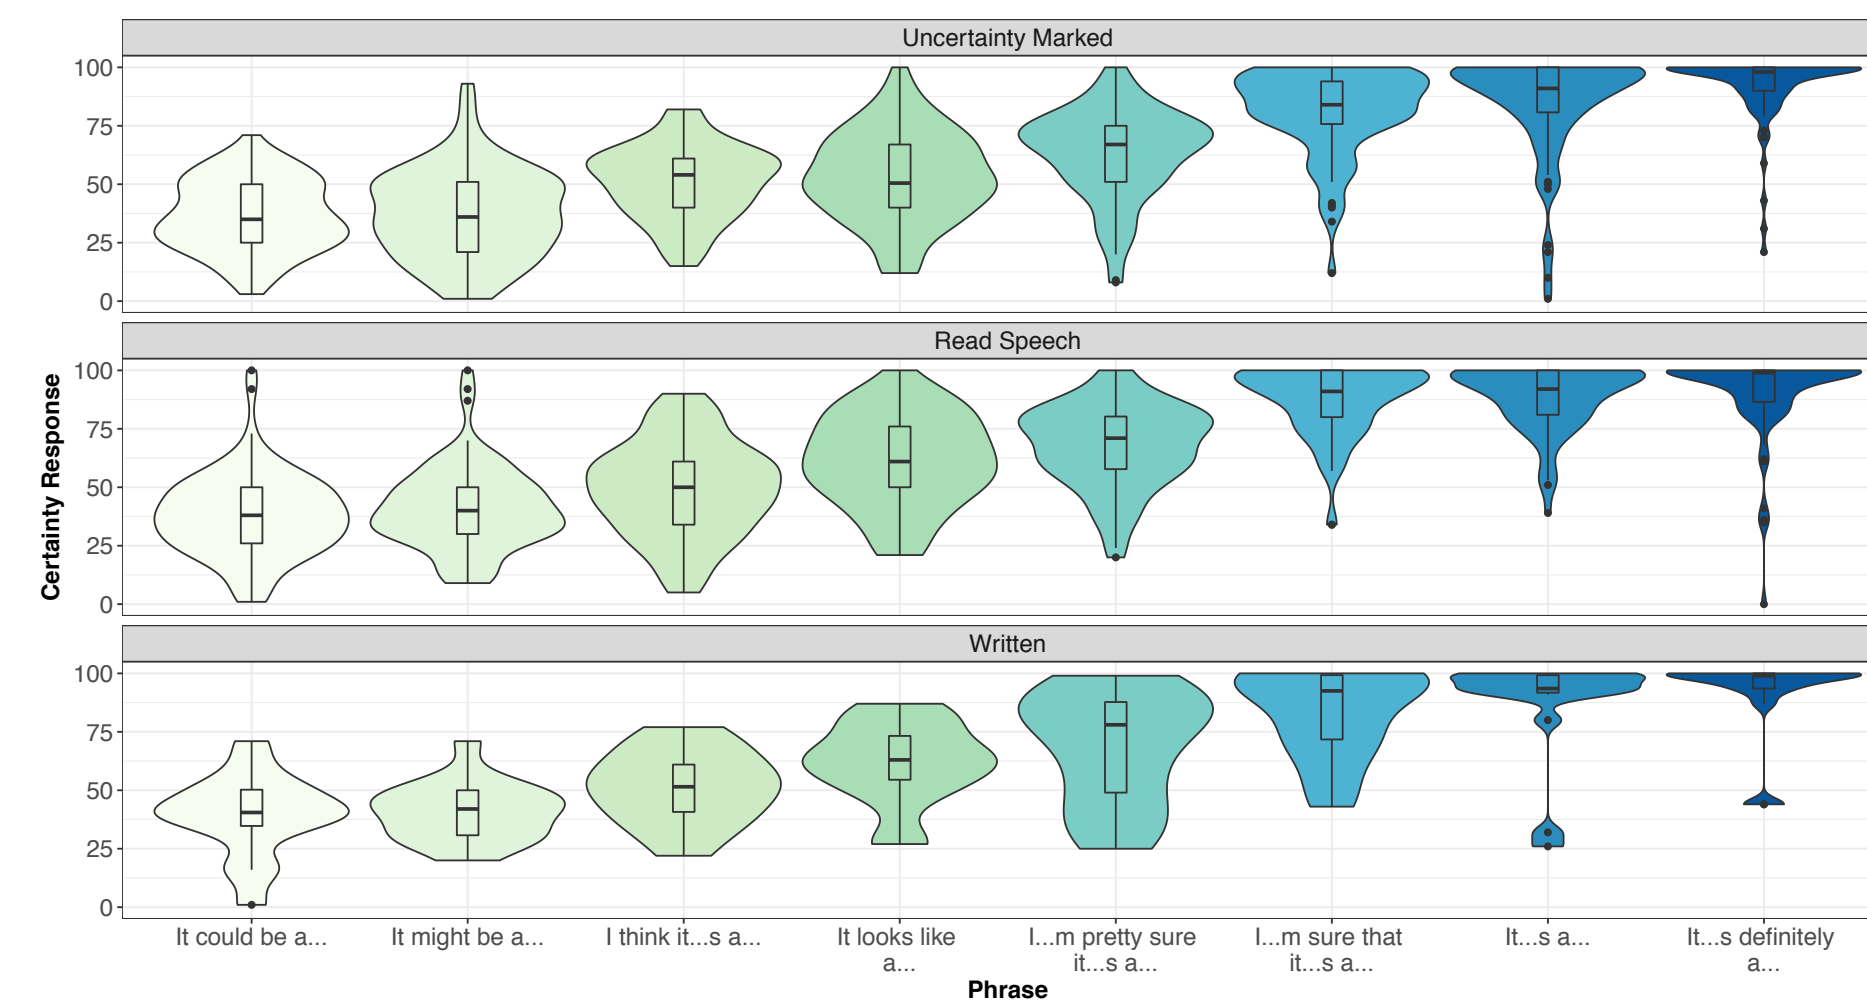 Uncertainty Marked
100
75
50
25
0
Read Speech
100
75
50
25
0
Written
100
75
50
25
0
Certainty Response
It could be a...
It might be a...
I think it...s a...
It looks like
a...
I...m pretty sure
it...s a...
I...m sure that
it...s a...
It...s a...
It...s definitely
a...
Phrase